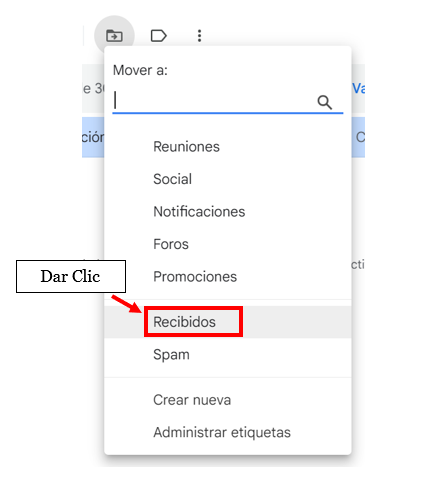 Mover a:
e 30
Va
ción
C
Reuniones
Social
Notificaciones
Foros
cti
Promociones
Dar Clic
Recibidos
Spam
Crear nueva
Administrar etiquetas